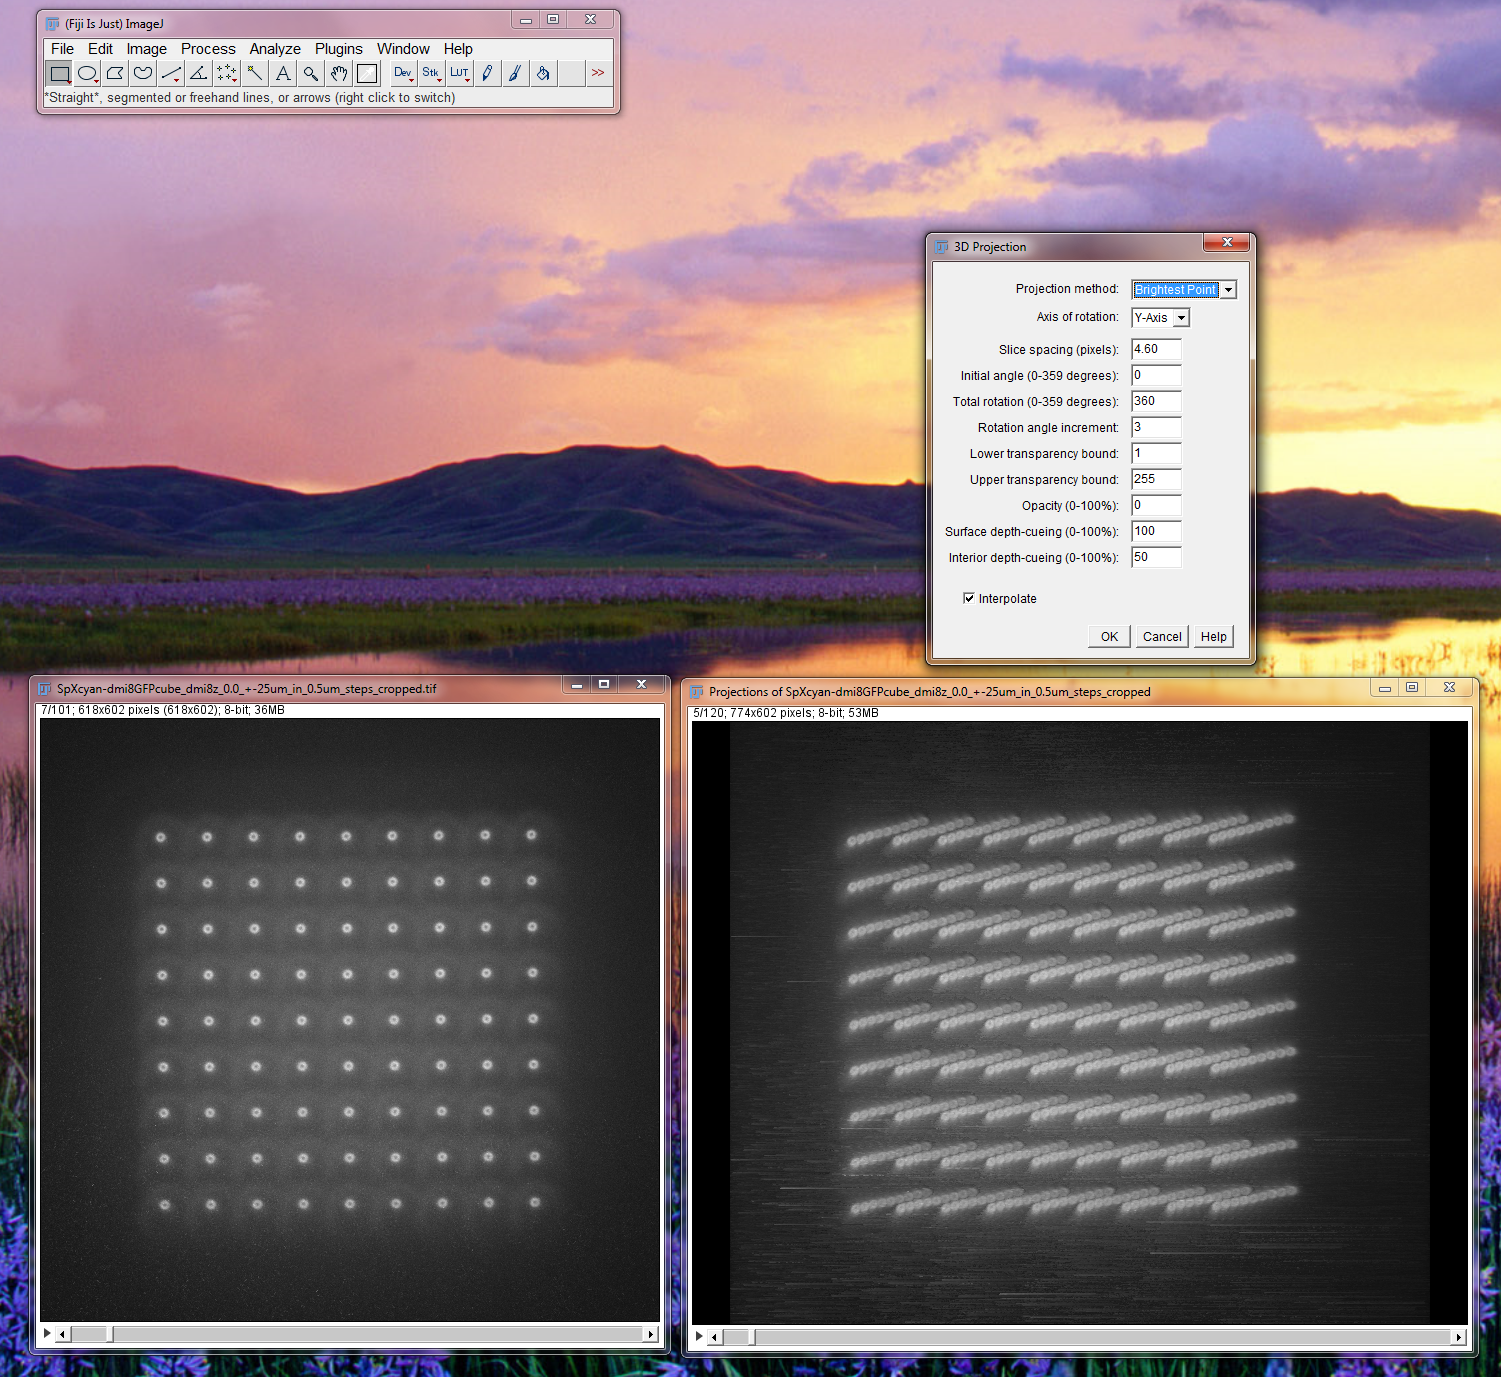 (Fiji Is Just) ImageJ
File Edit Image Process Analyze Plugins Window Help
A Dev Stk LUT >>
*Straight*, segmented or freehand lines, or arrows (right click to switch)
3D Projection
Projection method: Brightest Point
Axis of rotation: Y-Axis
Slice spacing (pixels): 4.60
Initial angle (0-359 degrees): 0
Total rotation (0-359 degrees): 360
Rotation angle increment: 3
Lower transparency bound: 1
Upper transparency bound: 255
Opacity (0-100%): 0
Surface depth-cueing (0-100%): 100
Interior depth-cueing (0-100%): 50
Interpolate
OK Cancel Help
SpXcyan-dmi8GFPcube_dmi8z_0.0_+-25um_in_0.5um_steps_cropped.tif
7/101; 618x602 pixels (618x602); 8-bit; 36MB
Projections of SpXcyan-dmi8GFPcube_dmi8z_0.0_+-25um_in_0.5um_steps_cropped
5/120; 774x602 pixels; 8-bit; 53MB